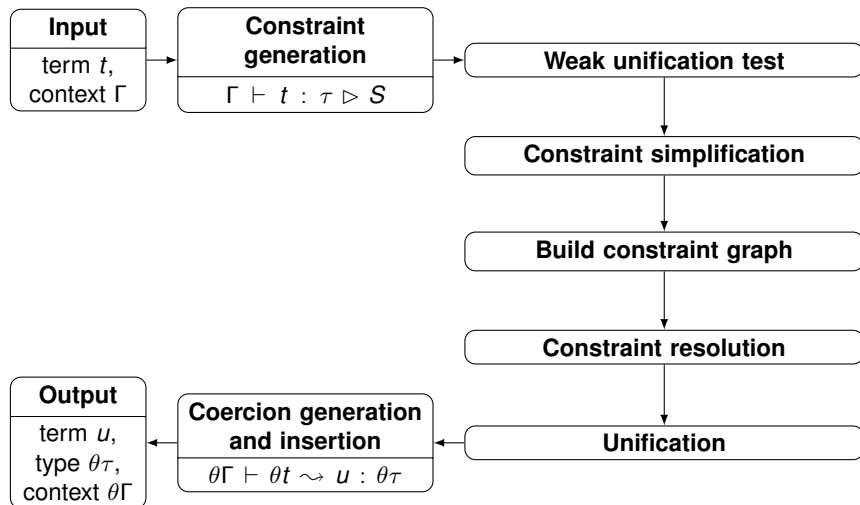 Input
term t,
context Γ
Constraint
generation
Γ ⊢ t : τ ▷ S
Weak unification test
Constraint simplification
Build constraint graph
Constraint resolution
Unification
Coercion generation
and insertion
θΓ ⊢ θt ⇝ u : θτ
Output
term u,
type θτ,
context θΓ